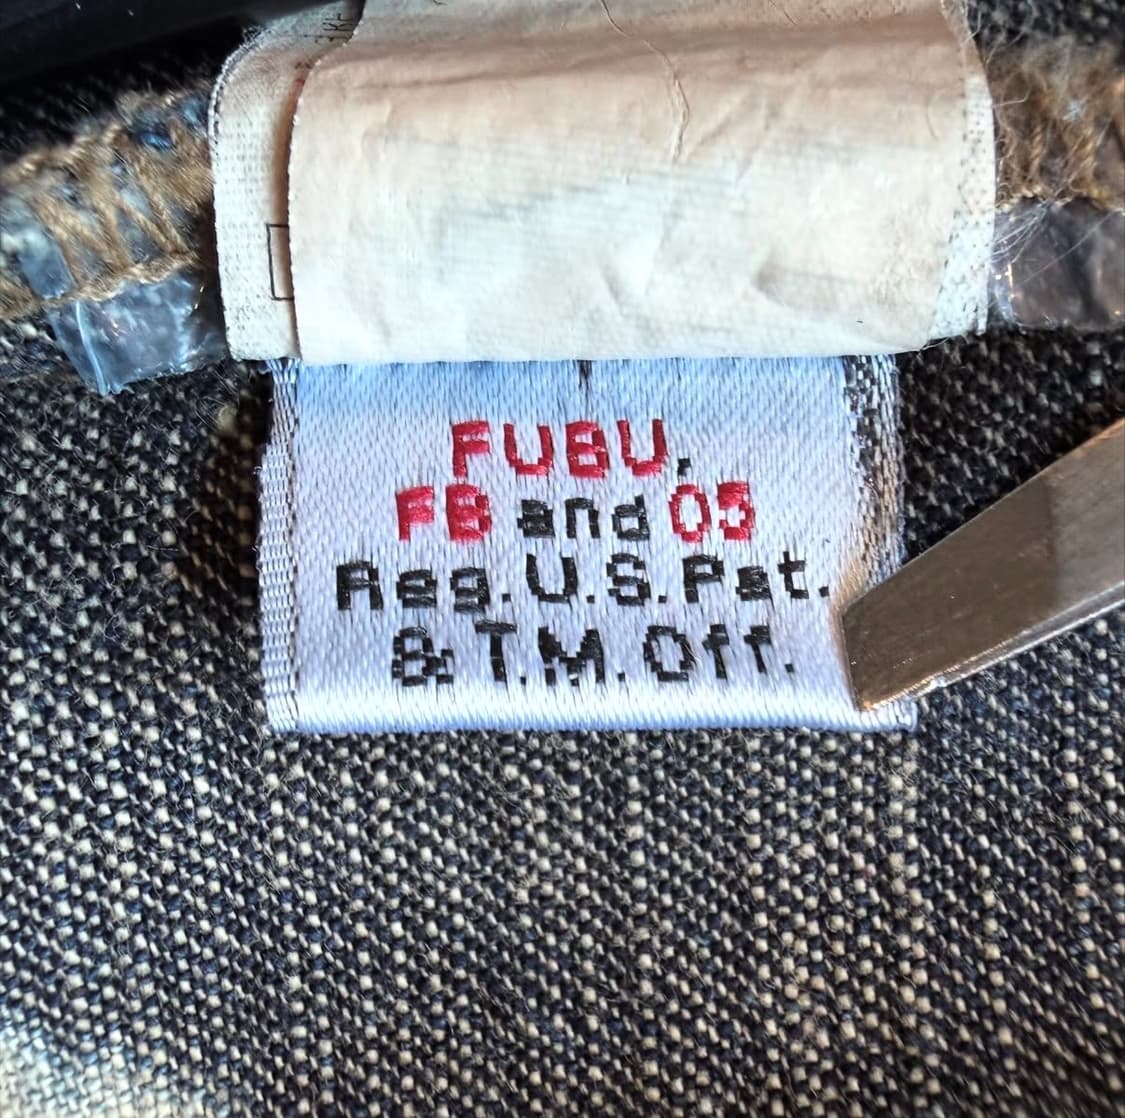 FUBU,
FB and 05
Reg.U.S.Pat.
& T.M.Off.